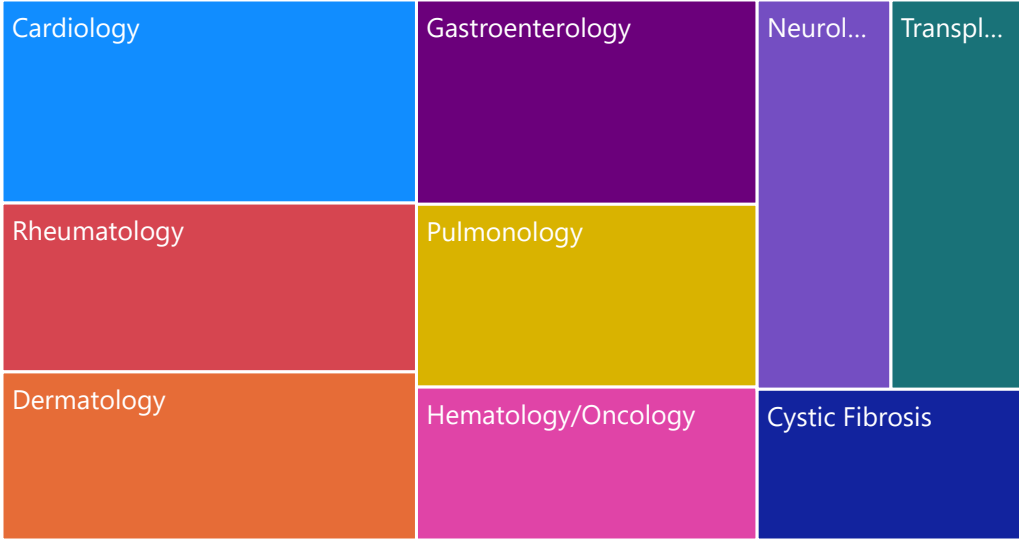 Cardiology
Rheumatology
Dermatology
Gastroenterology
Pulmonology
Hematology/Oncology
Neurol...
Transpl...
Cystic Fibrosis